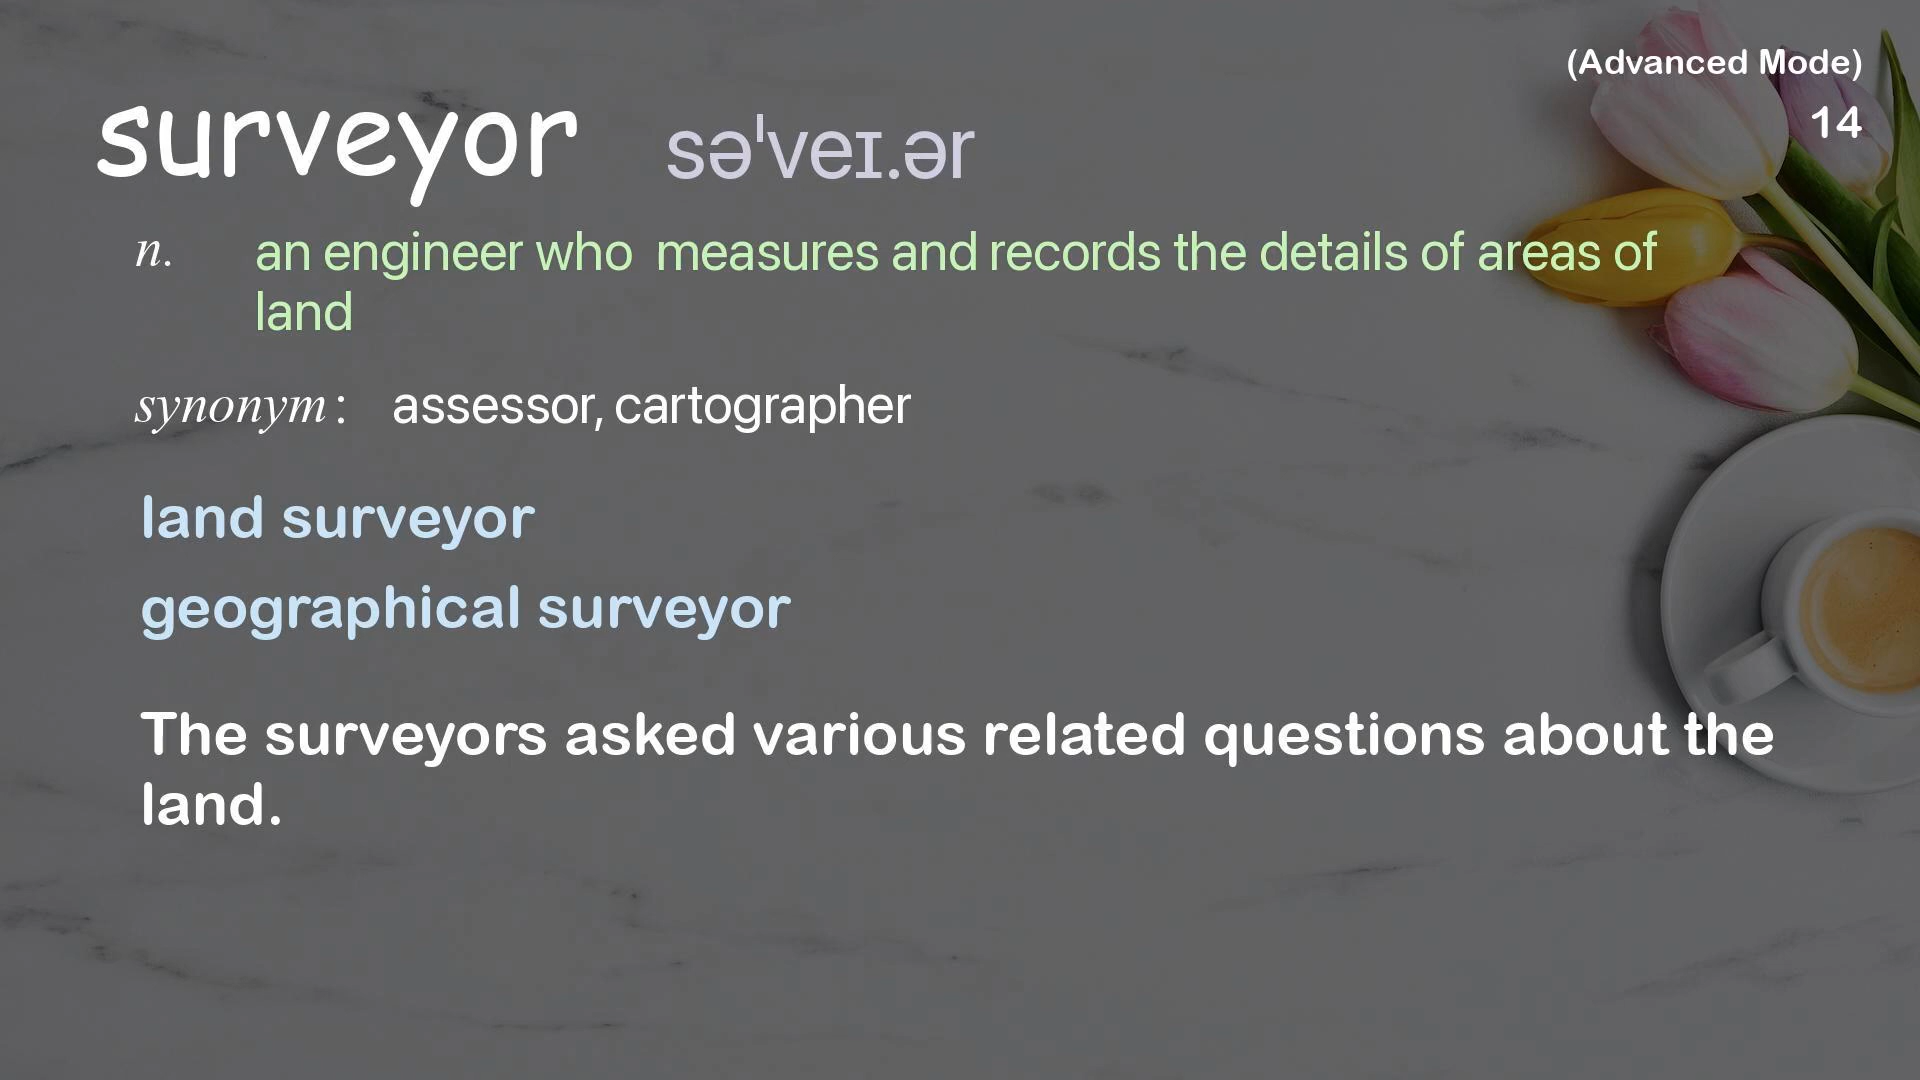 (Advanced Mode)
14
surveyor səˈveɪ.ər
n. an engineer who  measures and records the details of areas of
land
synonym: assessor, cartographer
land surveyor
geographical surveyor
The surveyors asked various related questions about the
land.